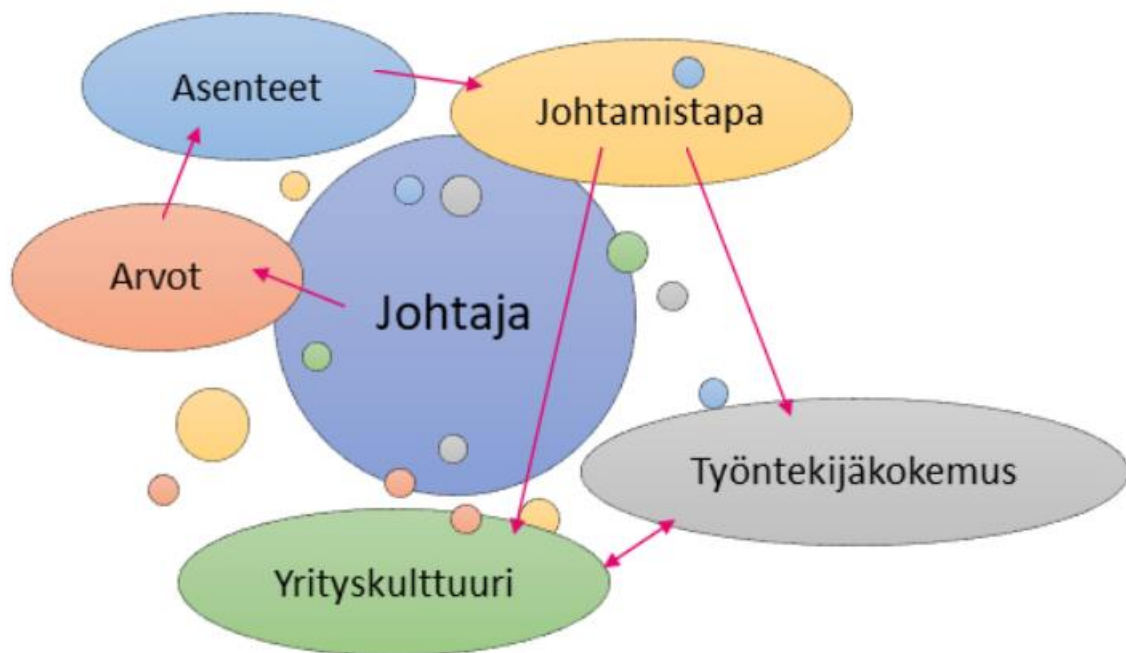 Asenteet
Johtamistapa
Arvot
Johtaja
Työntekijäkokemus
Yrityskulttuuri